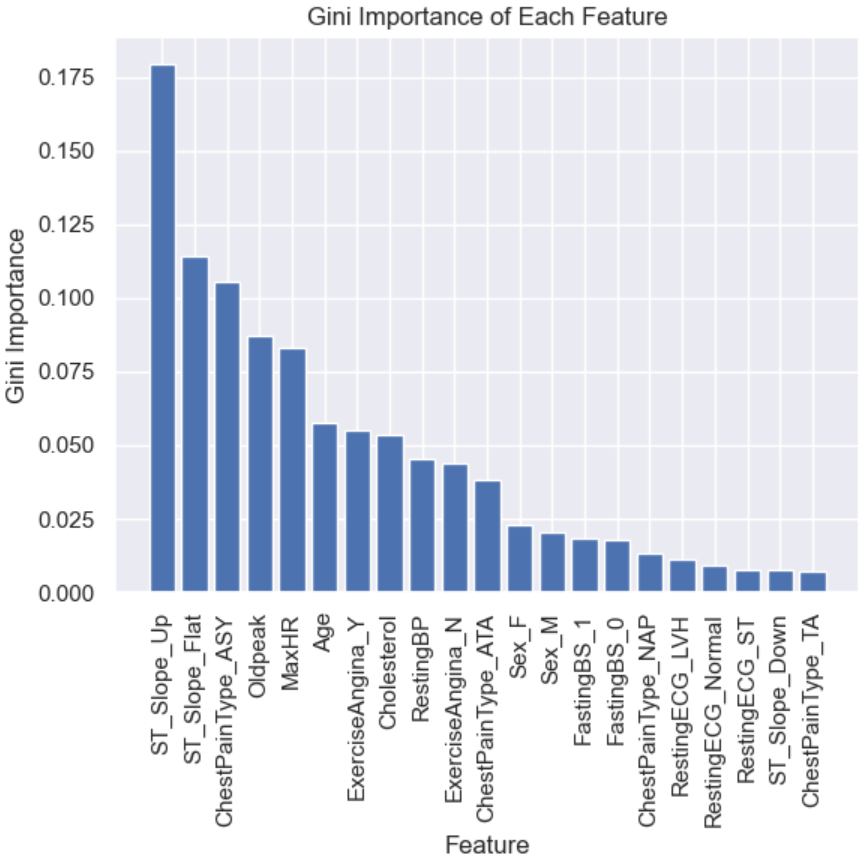 Gini Importance of Each Feature
Gini Importance
0.175
0.150
0.125
0.100
0.075
0.050
0.025
0.000
ST_Slope_Up
ST_Slope_Flat
ChestPainType_ASY
Oldpeak
MaxHR
Age
ExerciseAngina_Y
Cholesterol
RestingBP
ExerciseAngina_N
ChestPainType_ATA
Sex_F
Sex_M
FastingBS_1
FastingBS_0
ChestPainType_NAP
RestingECG_LVH
RestingECG_Normal
RestingECG_ST
ST_Slope_Down
ChestPainType_TA
Feature